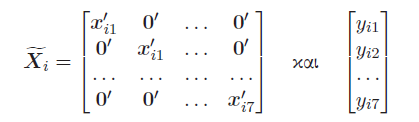 x′i1 0′ … 0′ yi1
0′ x′i1 … 0′ yi2
X̃i = ϰαι
… … … … …
0′ 0′ … x′i7 yi7